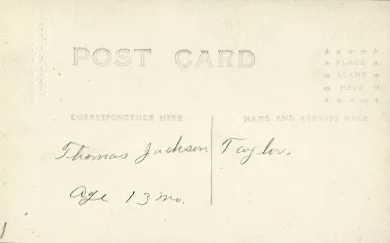 POST CARD
PLACE
STAMP
HERE
CORRESPONDENCE HERE
NAME AND ADDRESS HERE
Thomas Jackson Taylor.
Age 13 mo.